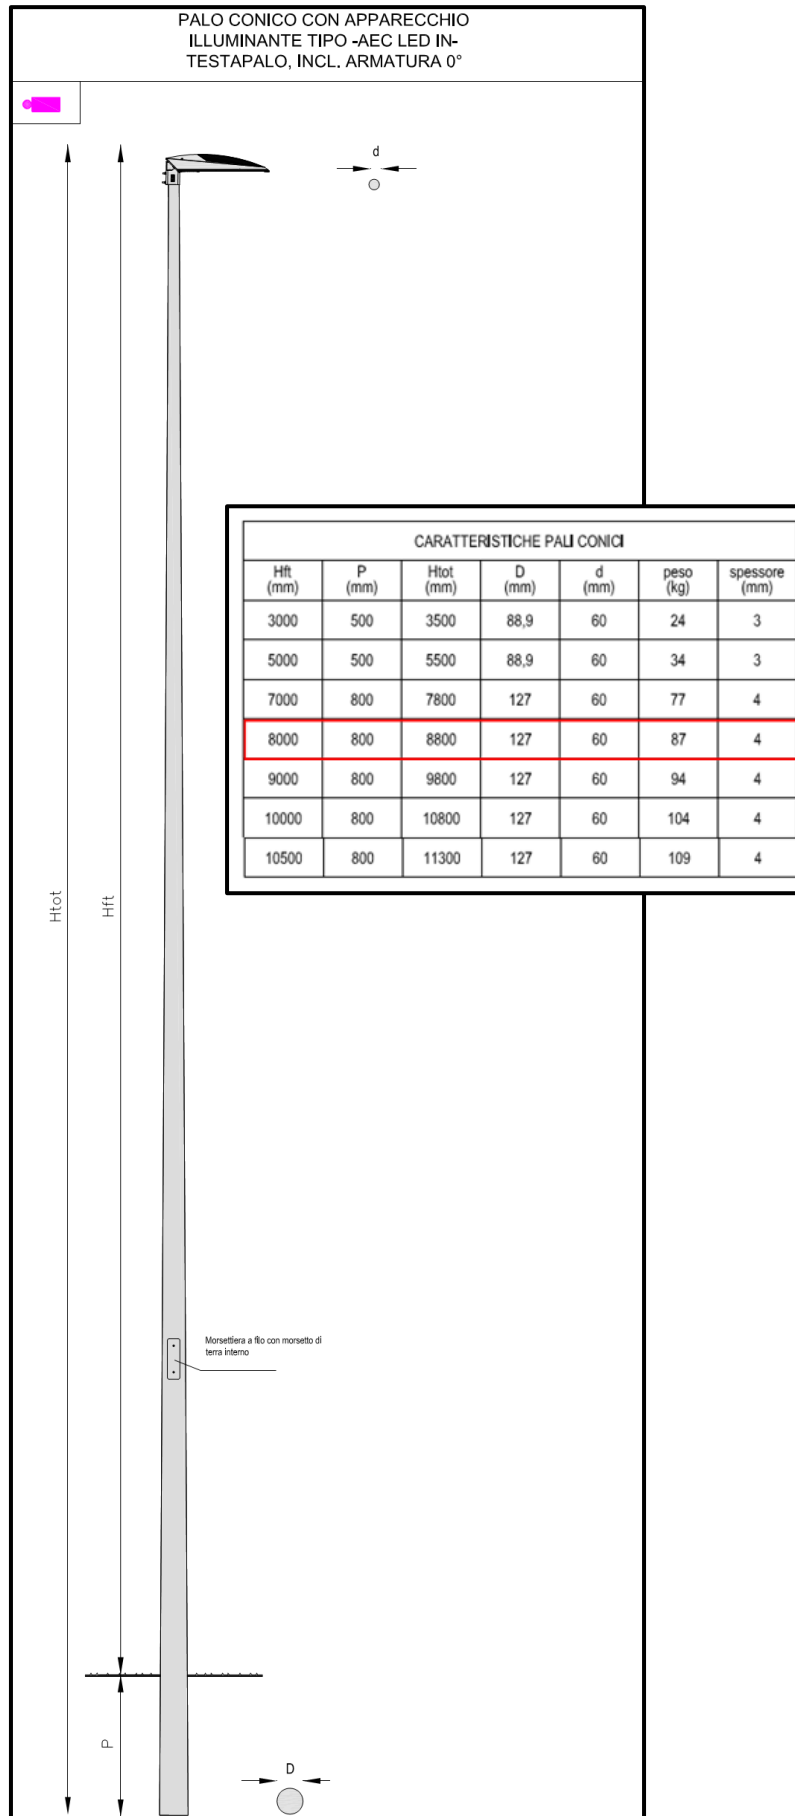 PALO CONICO CON APPARECCHIO
ILLUMINANTE TIPO -AEC LED IN-
TESTAPALO, INCL. ARMATURA 0°
d
CARATTERISTICHE PALI CONICI
Hft (mm) P (mm) Htot (mm) D (mm) d (mm) peso (kg) spessore (mm)
3000 500 3500 88,9 60 24 3
5000 500 5500 88,9 60 34 3
7000 800 7800 127 60 77 4
8000 800 8800 127 60 87 4
9000 800 9800 127 60 94 4
10000 800 10800 127 60 104 4
10500 800 11300 127 60 109 4
Htot
Hft
Morsettiera a filo con morsetto di
terra interno
P
D